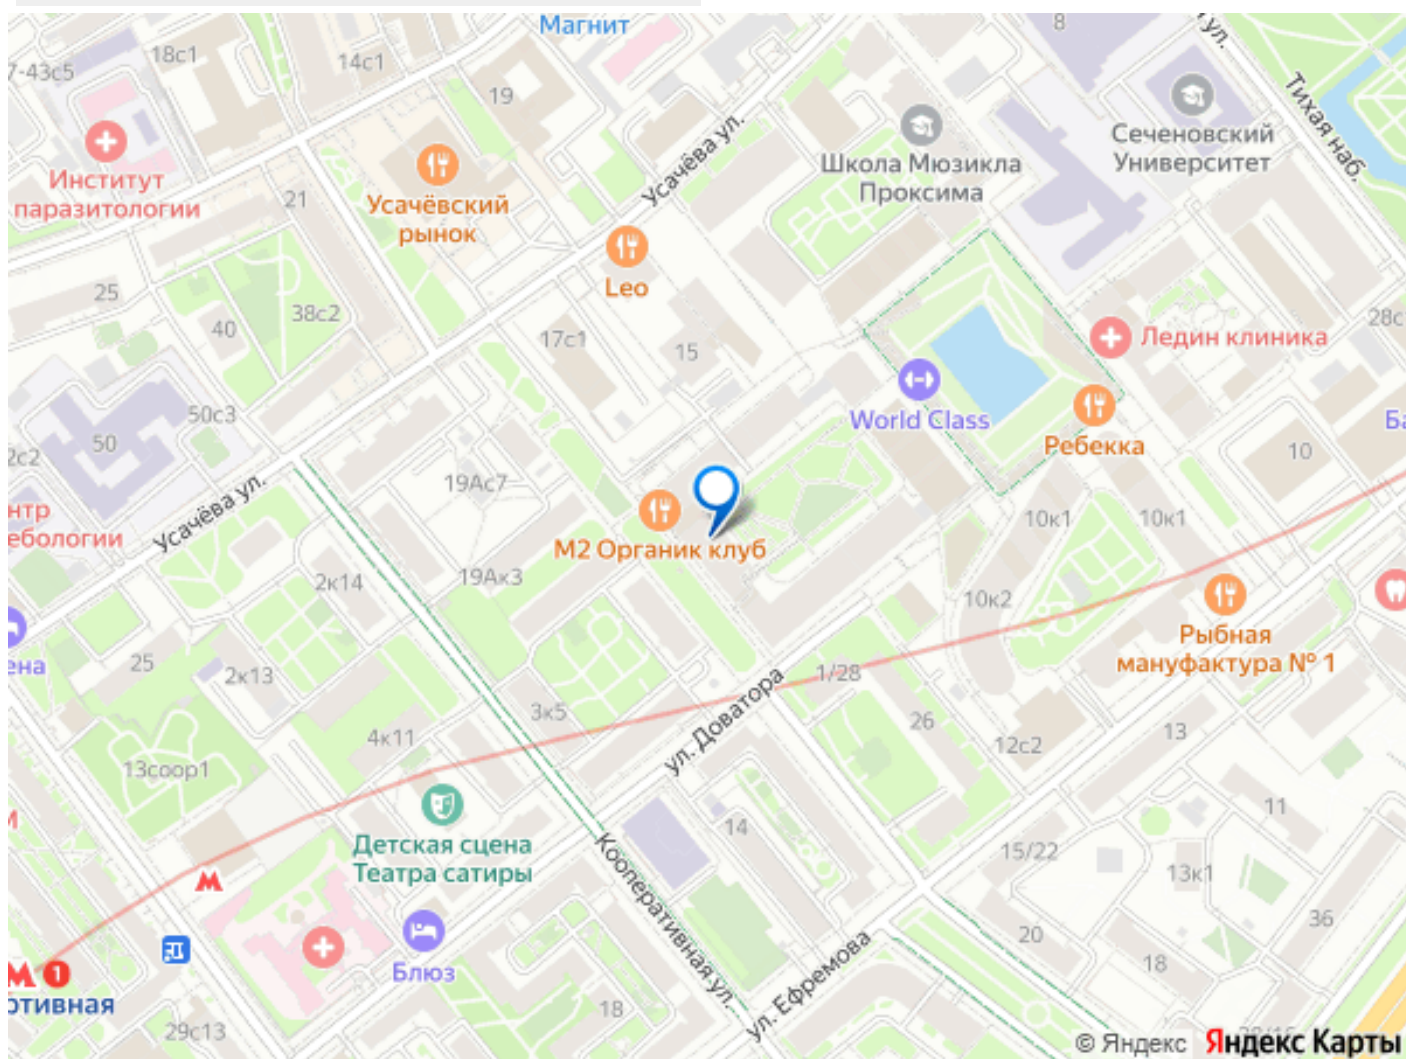 Магнит
8
ул.
18с1
14с1
7-43с5
19
Тихая наб.
Сеченовский
Университет
Усачёва ул.
Школа Мюзикла
Проксима
Институт
паразитологии
21
Усачёвский
рынок
Leo
25
38с2
40
17с1
15
28с
Ледин клиника
World Class
50с3
50
2с2
Ребекка
10
Ба
19Ас7
Усачёва ул.
нтр
ебологии
М2 Органик клуб
10к1
10к1
2к14
19Ак3
10к2
Рыбная
мануфактура № 1
ена
25
2к13
1/28
3к5
ул. Доватора
26
4к11
12с2
13
13соор1
11
Детская сцена
Театра сатиры
14
Кооперативная ул.
15/22
13к1
36
20
Блюз
ул. Ефремова
18
1
ртивная
18
29с13
© Яндекс
Яндекс Карты